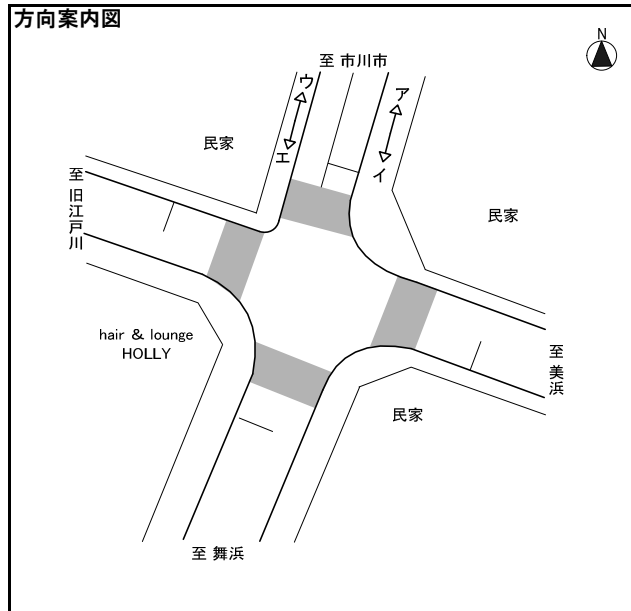 方向案内図
N
至 市川市
ウ
ア
エ
イ
民家
民家
至 旧江戸川
hair & lounge
HOLLY
至 美浜
民家
至 舞浜